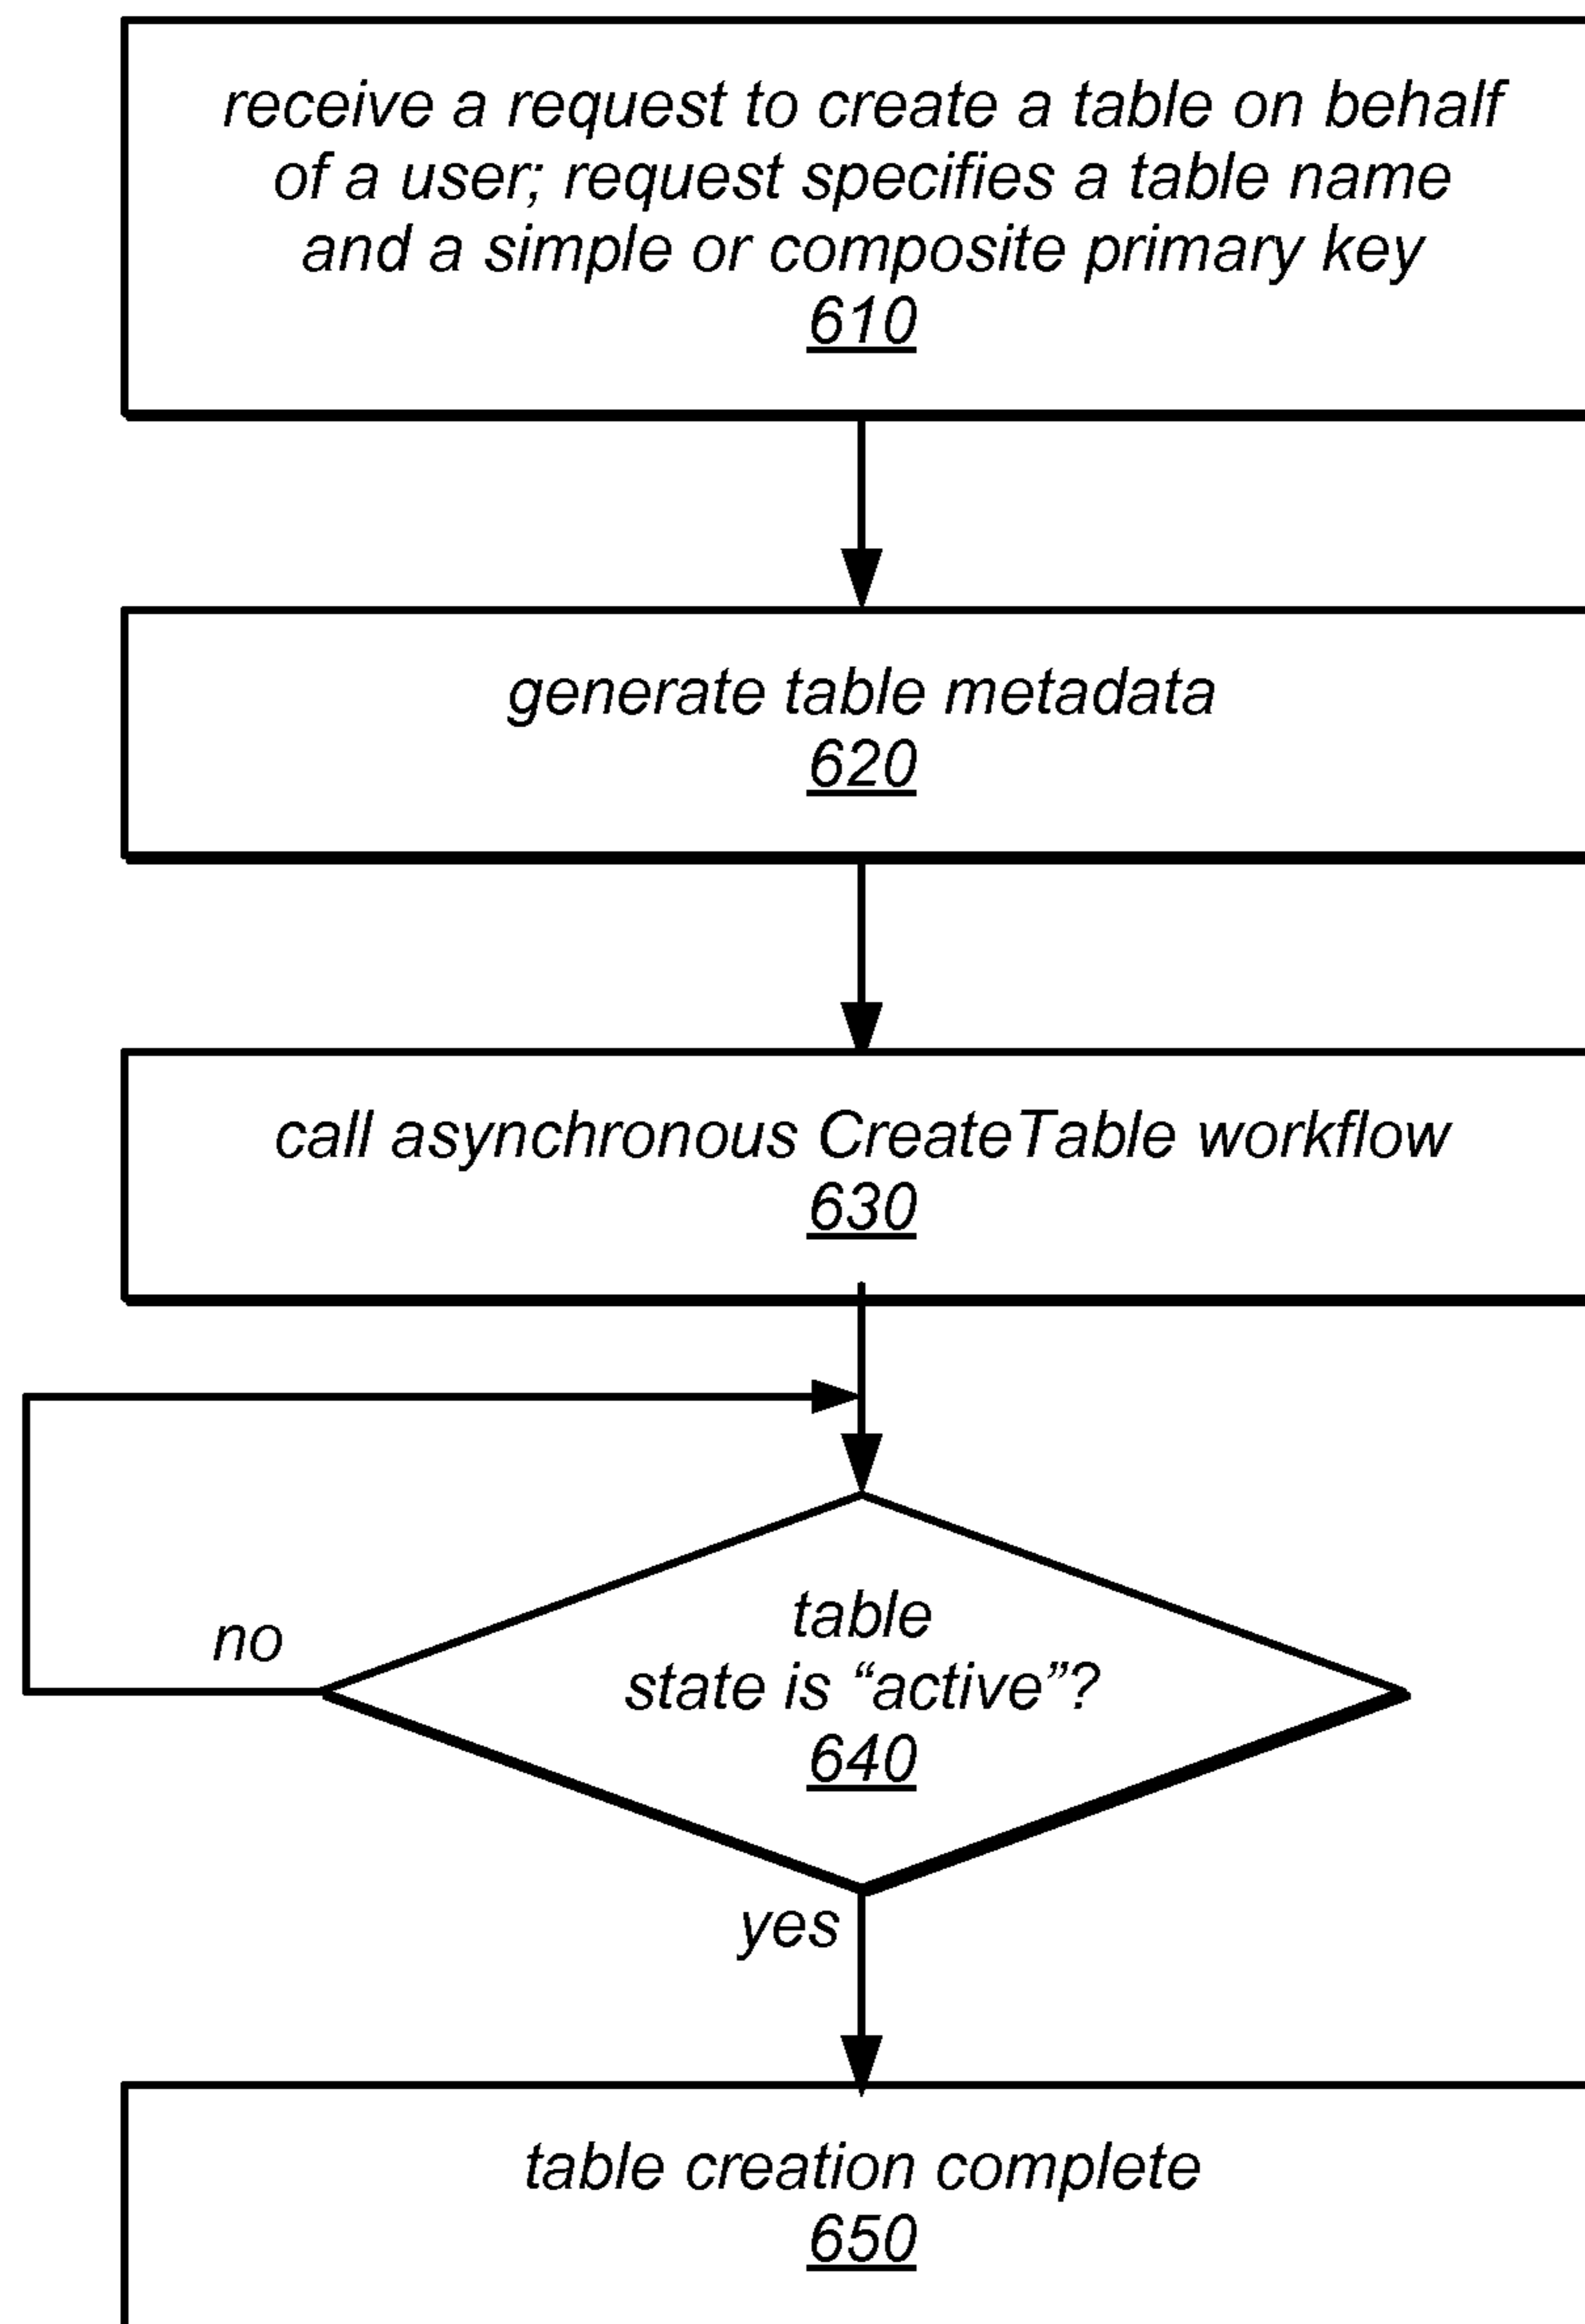 receive a request to create a table on behalf
of a user; request specifies a table name
and a simple or composite primary key
610
generate table metadata
620
call asynchronous CreateTable workflow
630
table
no
state is “active”?
640
yes
table creation complete
650